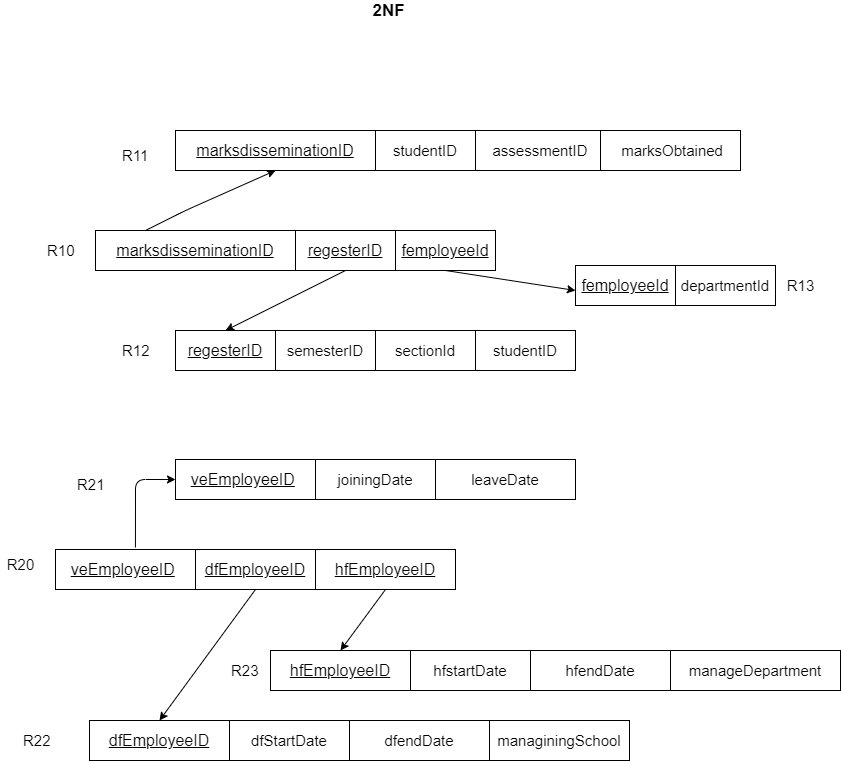 2NF
R11 marksdisseminationID studentID assessmentID marksObtained
R10 marksdisseminationID regesterID femployeeId
femployeeId departmentId R13
R12 regesterID semesterID sectionId studentID
R21 veEmployeeID joiningDate leaveDate
R20 veEmployeeID dfEmployeeID hfEmployeeID
R23 hfEmployeeID hfstartDate hfendDate manageDepartment
R22 dfEmployeeID dfStartDate dfendDate managiningSchool